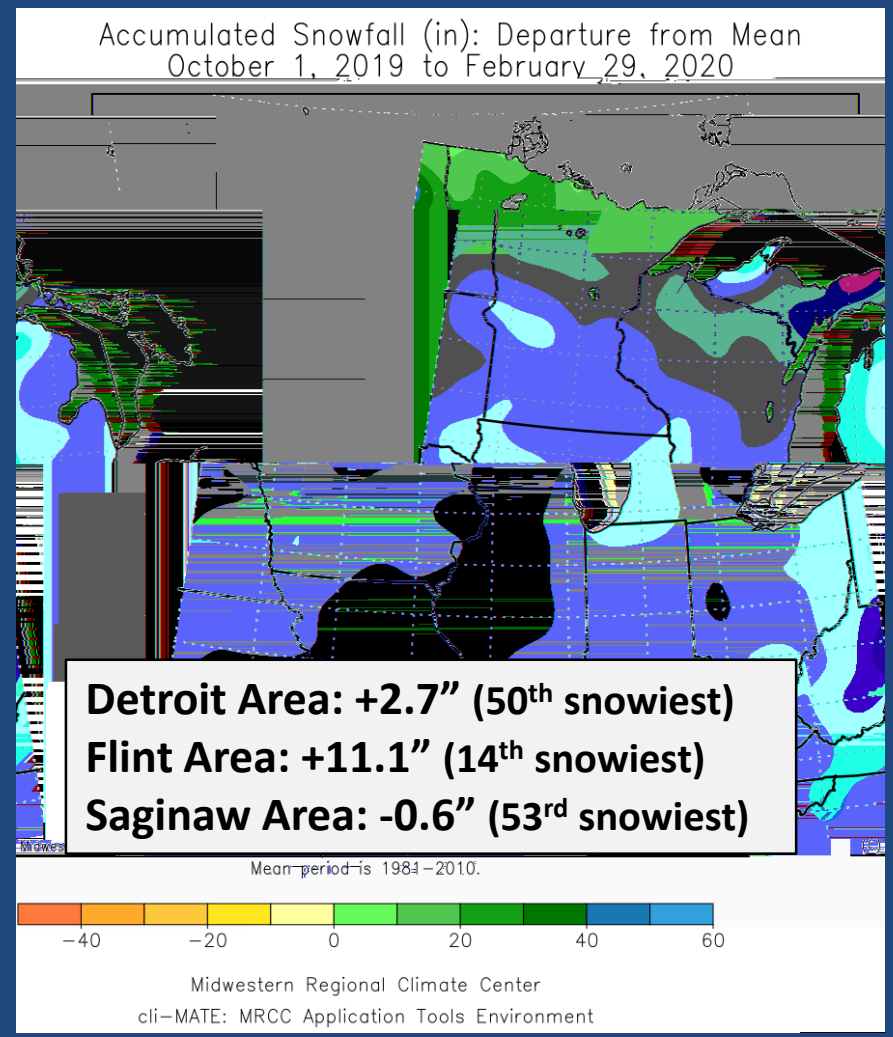 Accumulated Snowfall (in): Departure from Mean
October 1, 2019 to February 29, 2020
Detroit Area: +2.7” (50th snowiest)
Flint Area: +11.1” (14th snowiest)
Saginaw Area: -0.6” (53rd snowiest)
(C)
Mean period is 1981-2010.
-40 -20 0 20 40 60
Midwestern Regional Climate Center
cli-MATE: MRCC Application Tools Environment